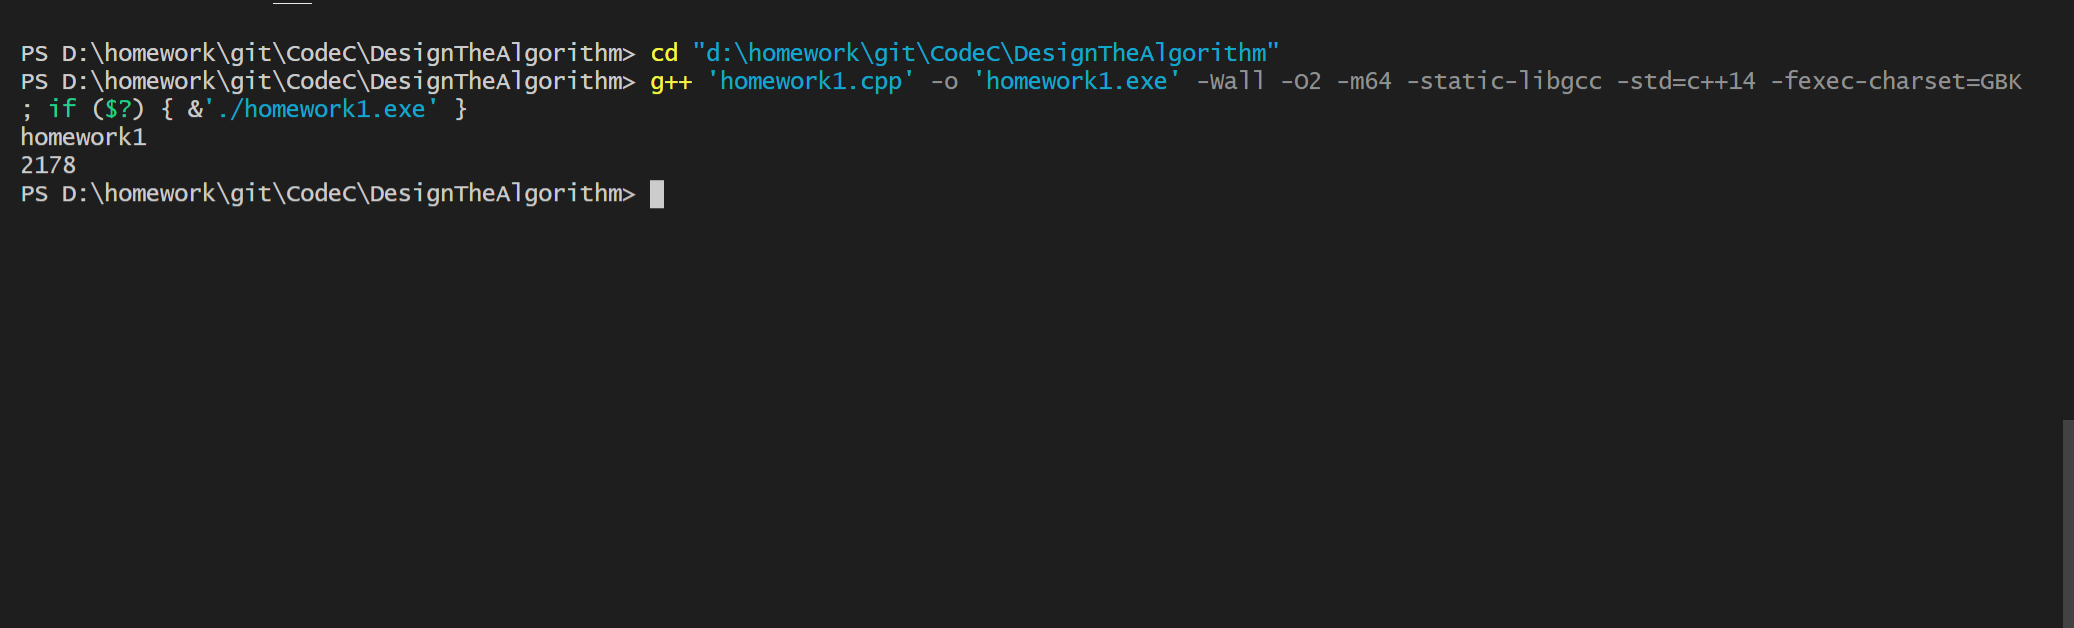 PS D:\homework\git\CodeC\DesignTheAlgorithm> cd "d:\homework\git\CodeC\DesignTheAlgorithm"
PS D:\homework\git\CodeC\DesignTheAlgorithm> g++ 'homework1.cpp' -o 'homework1.exe' -Wall -O2 -m64 -static-libgcc -std=c++14 -fexec-charset=GBK
; if ($?) { &'./homework1.exe' }
homework1
2178
PS D:\homework\git\CodeC\DesignTheAlgorithm>